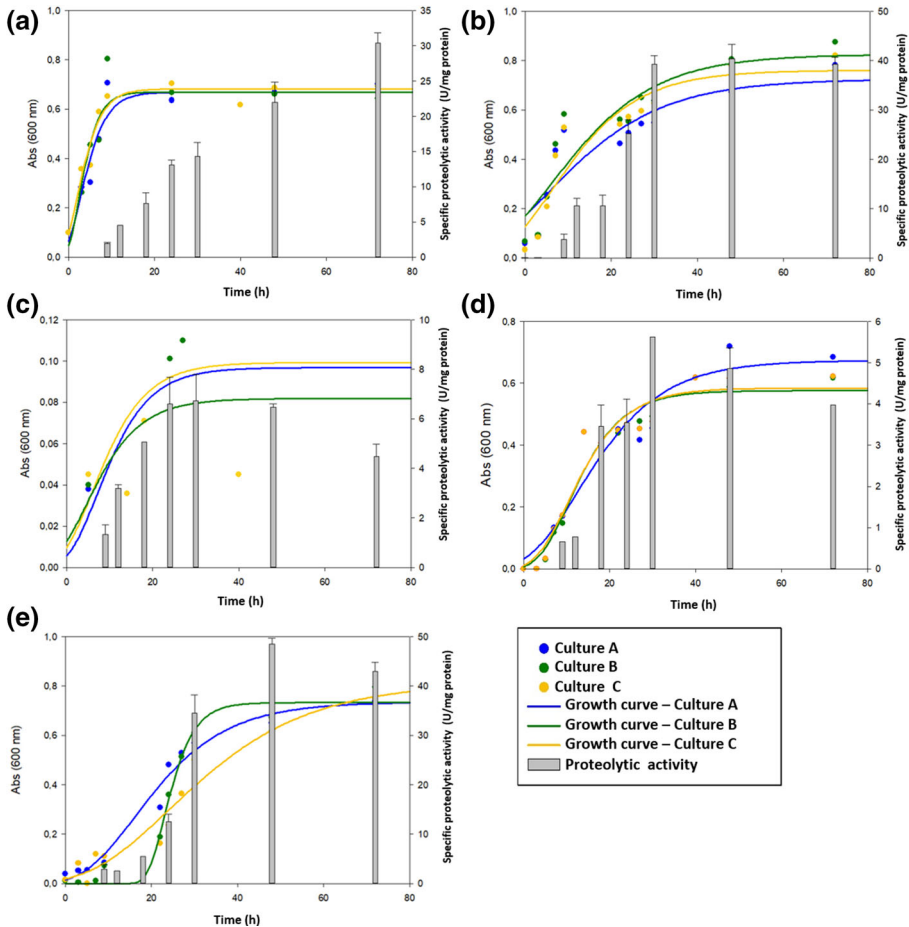 (a)
Abs (600 nm)
1,0
0,8
0,6
0,4
0,2
0,0
0 20 40 60 80
Time (h)
35
30
25
20
15
10
5
0
Specific proteolytic activity (U/mg protein)
(b)
Abs (600 nm)
1,0
0,8
0,6
0,4
0,2
0,0
0 20 40 60 80
Time (h)
50
40
30
20
10
0
Specific proteolytic activity (U/mg protein)
(c)
Abs (600 nm)
0,12
0,10
0,08
0,06
0,04
0,02
0,00
0 20 40 60 80
Time (h)
10
8
6
4
2
0
Specific proteolytic activity (U/mg protein)
(d)
Abs (600 nm)
0,8
0,6
0,4
0,2
0,0
0 20 40 60 80
Time (h)
6
5
4
3
2
1
0
Specific proteolytic activity (U/mg protein)
(e)
Abs (600 nm)
1,0
0,8
0,6
0,4
0,2
0,0
0 20 40 60 80
Time (h)
50
40
30
20
10
0
Specific proteolytic activity (U/mg protein)
Culture A
Culture B
Culture C
Growth curve – Culture A
Growth curve – Culture B
Growth curve – Culture C
Proteolytic activity